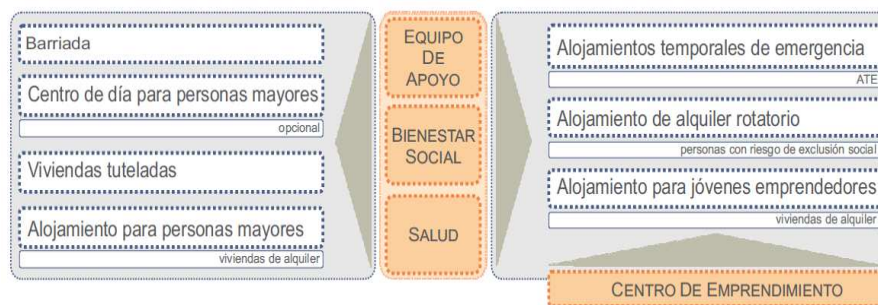 Barriada
Centro de día para personas mayores
opcional
Viviendas tuteladas
Alojamiento para personas mayores
viviendas de alquiler
EQUIPO
DE
APOYO
BIENESTAR
SOCIAL
SALUD
Alojamientos temporales de emergencia
ATE
Alojamiento de alquiler rotatorio
personas con riesgo de exclusión social
Alojamiento para jóvenes emprendedores
viviendas de alquiler
CENTRO DE EMPRENDIMIENTO